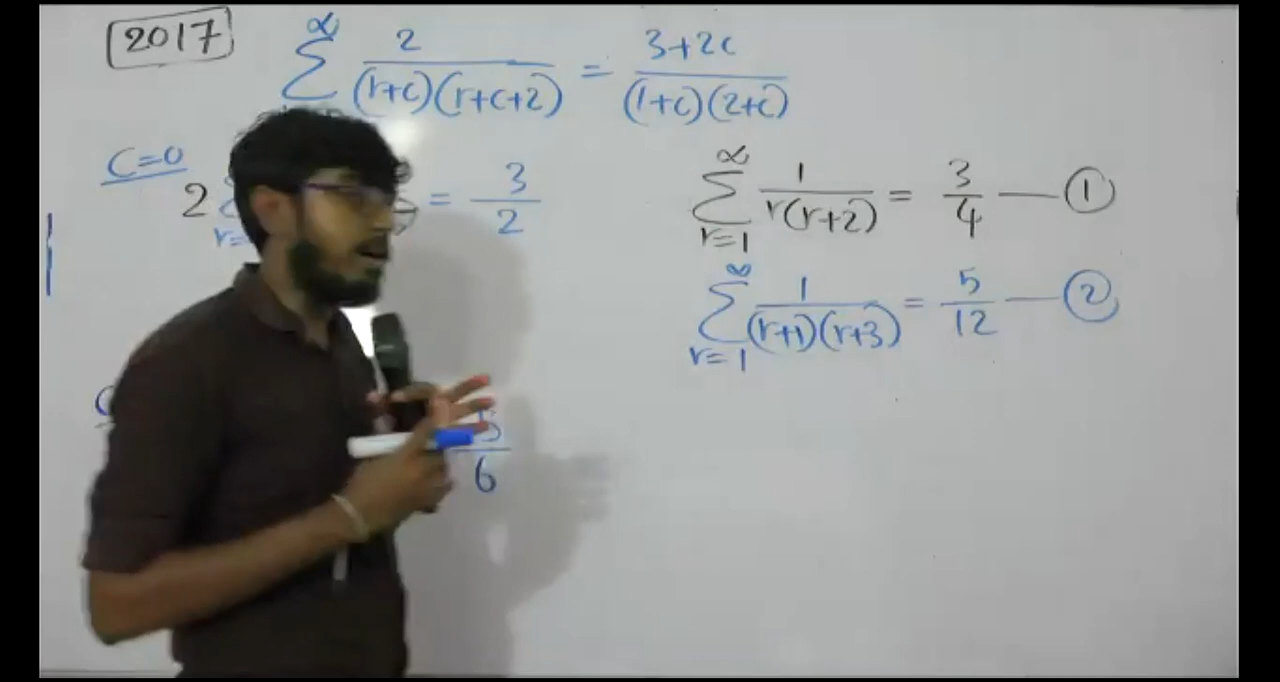 2017
∞ ∑ 2/((r+c)(r+c+2)) = (3+2c)/((1+c)(2+c))
C=0
2 r= = 3/2
∞ ∑ r=1 1/(r(r+2)) = 3/4 — ①
∞ ∑ r=1 1/((r+1)(r+3)) = 5/12 — ②
5/6